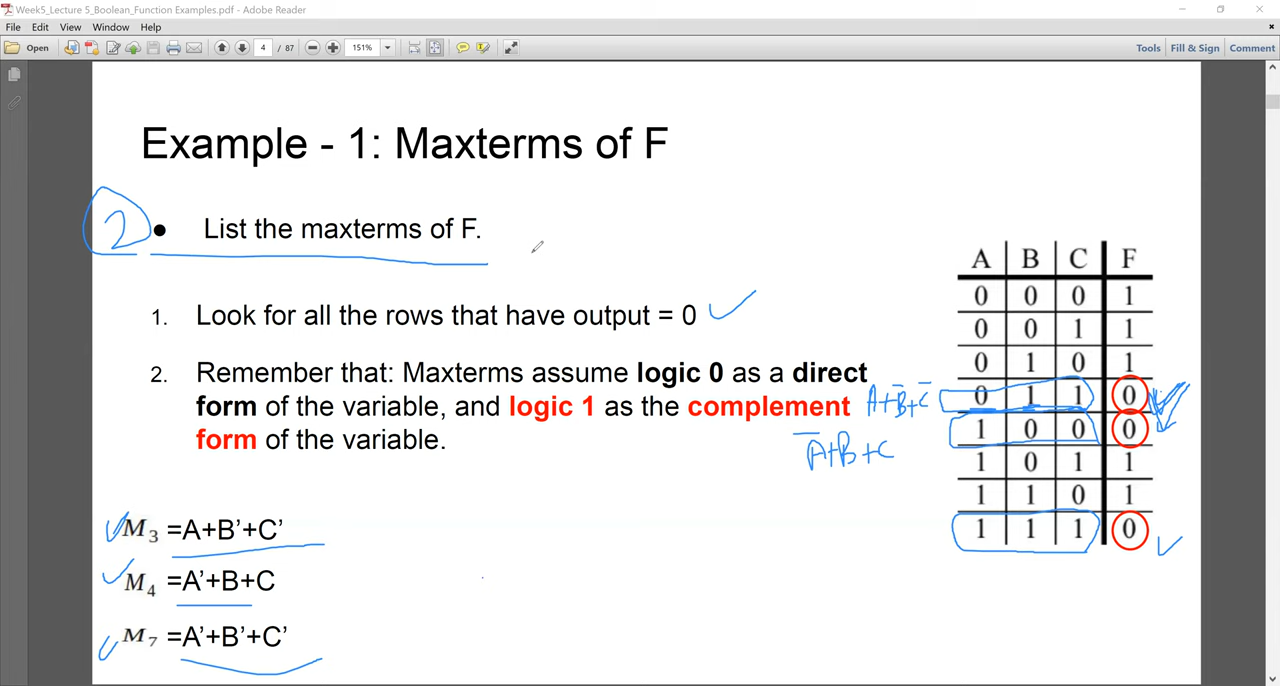 Week5_Lecture 5_Boolean_Function Examples.pdf - Adobe Reader
File Edit View Window Help
Open 4 / 87 151% Tools Fill & Sign Comment
Example - 1: Maxterms of F
2 • List the maxterms of F.
1. Look for all the rows that have output = 0
2. Remember that: Maxterms assume logic 0 as a direct
form of the variable, and logic 1 as the complement
form of the variable.
A+B̅+C̅
A̅+B+C
M₃ =A+B’+C’
M₄ =A’+B+C
M₇ =A’+B’+C’
A B C F
0 0 0 1
0 0 1 1
0 1 0 1
0 1 1 0
1 0 0 0
1 0 1 1
1 1 0 1
1 1 1 0